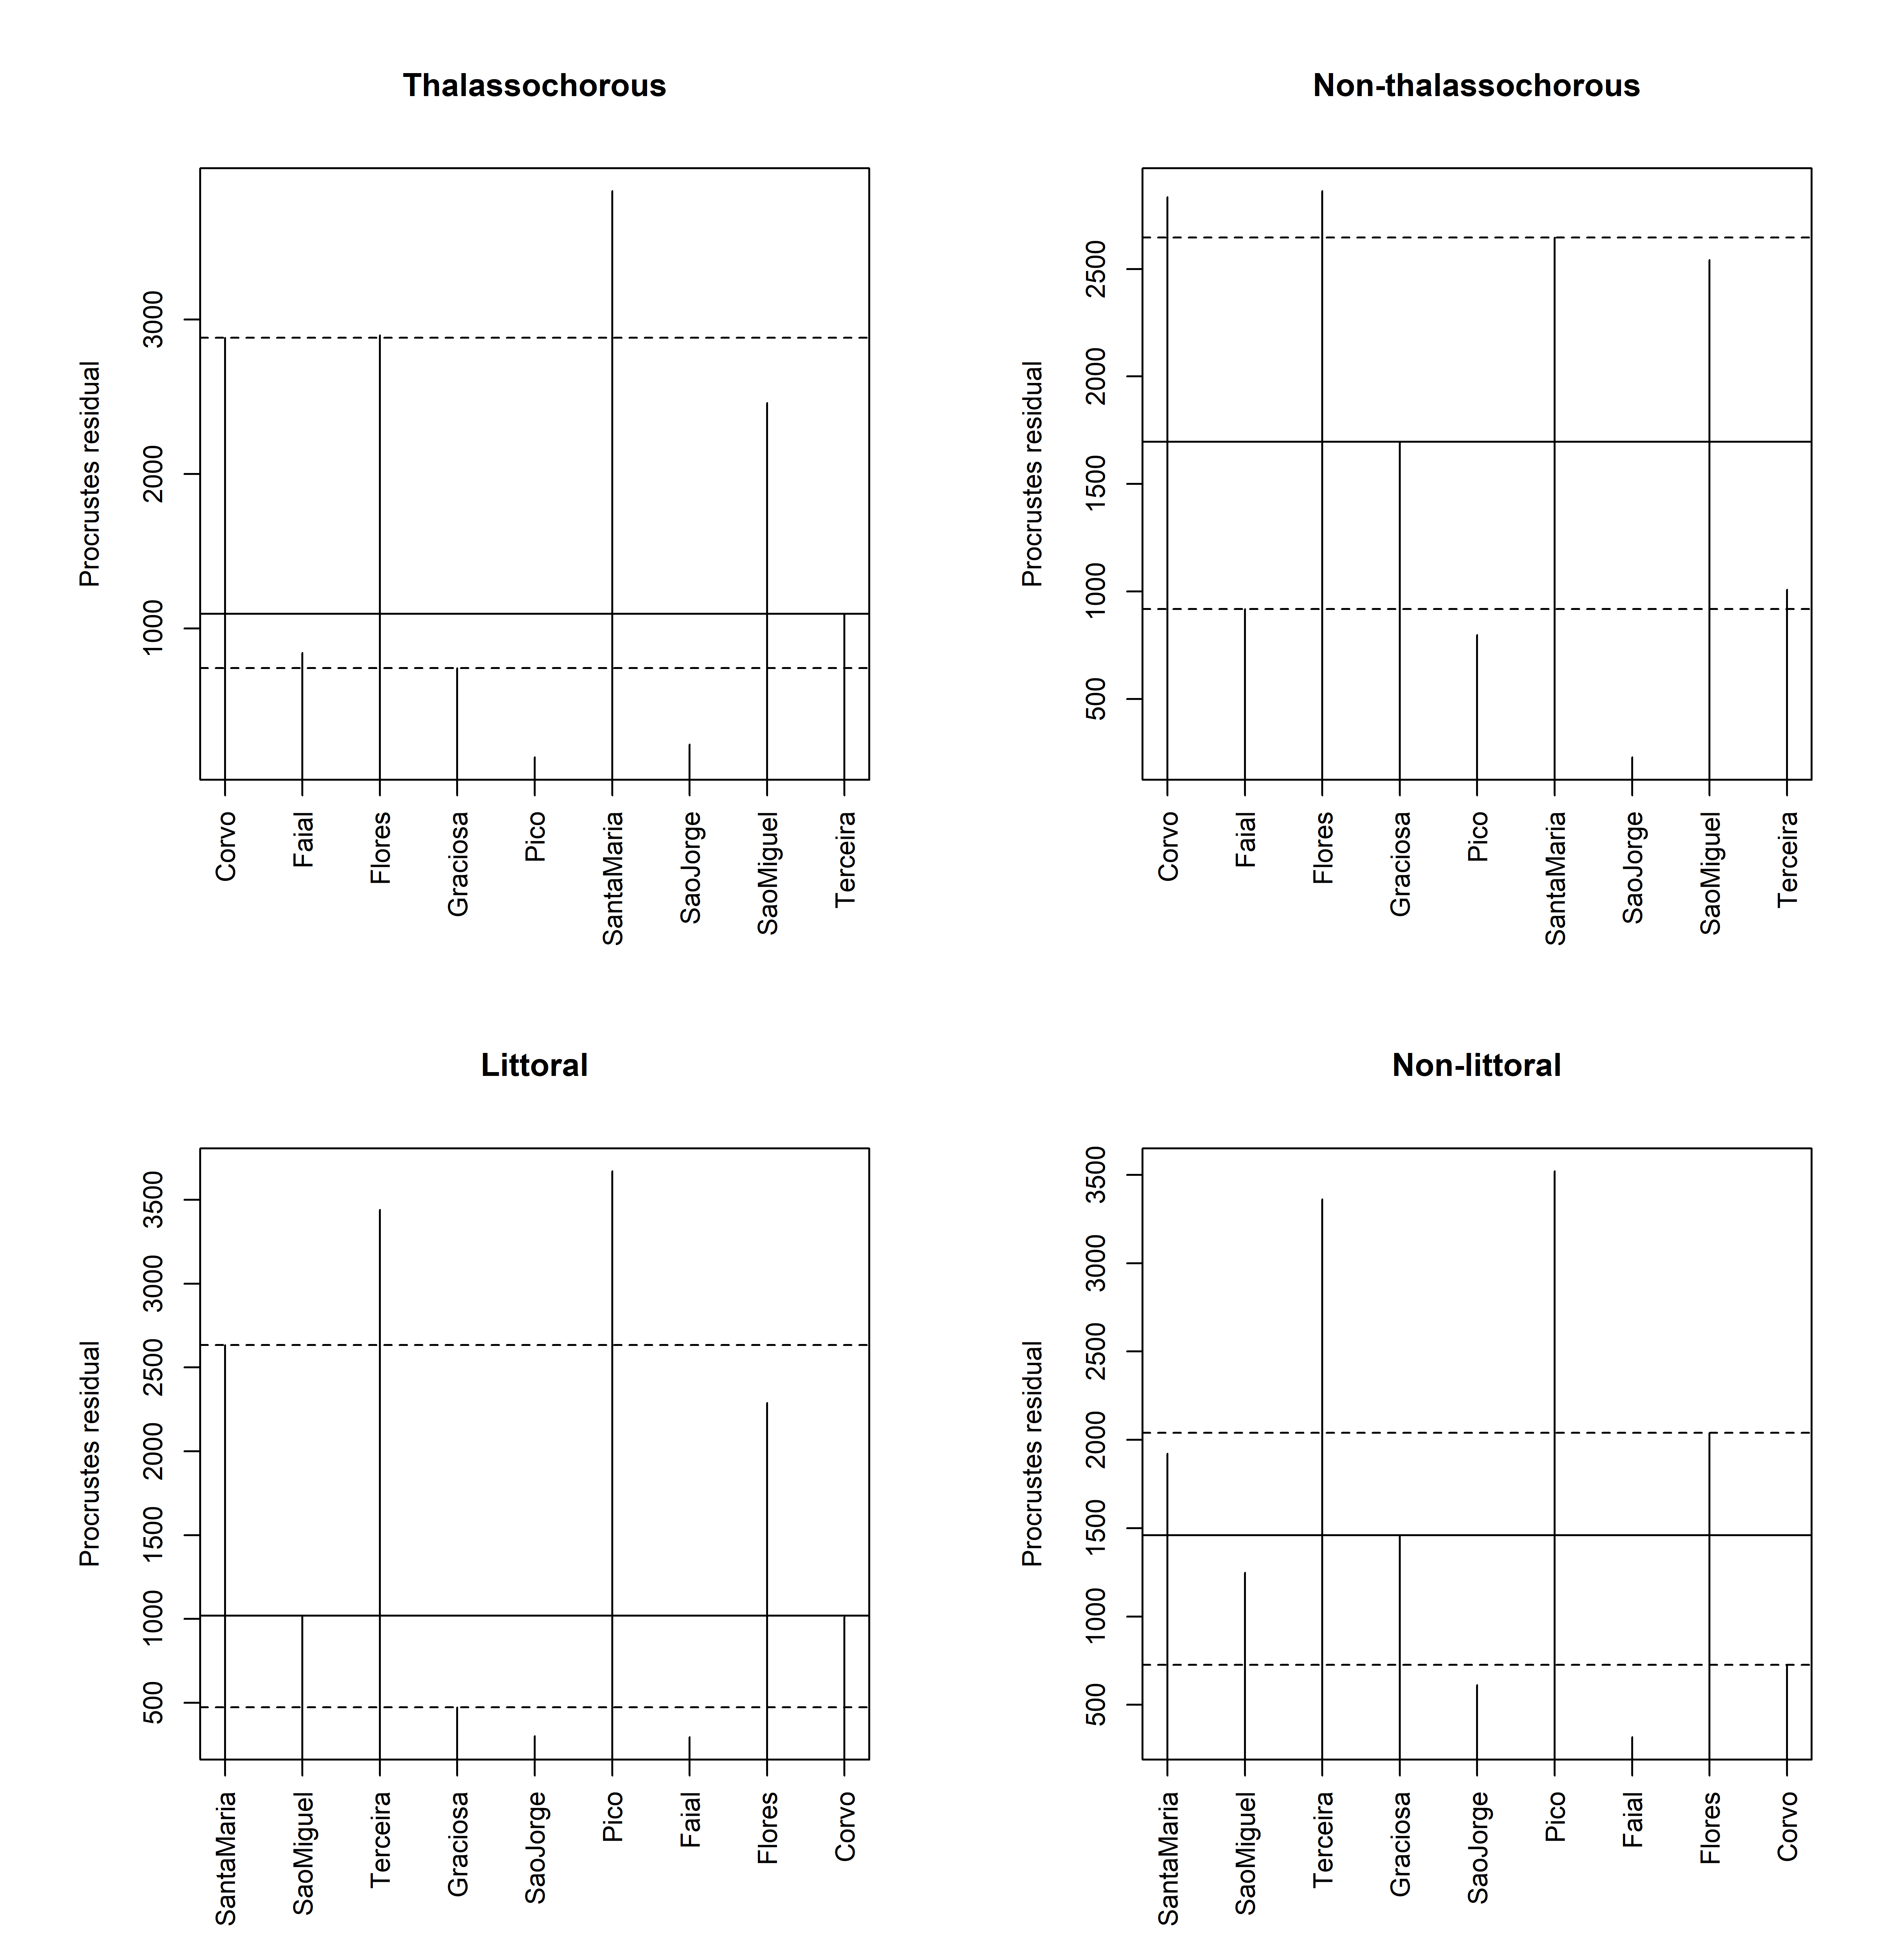 Thalassochorous
Procrustes residual
3000
2000
1000
Corvo
Faial
Flores
Graciosa
Pico
SantaMaria
SaoJorge
SaoMiguel
Terceira
Non-thalassochorous
Procrustes residual
2500
2000
1500
1000
500
Corvo
Faial
Flores
Graciosa
Pico
SantaMaria
SaoJorge
SaoMiguel
Terceira
Littoral
Procrustes residual
3500
3000
2500
2000
1500
1000
500
SantaMaria
SaoMiguel
Terceira
Graciosa
SaoJorge
Pico
Faial
Flores
Corvo
Non-littoral
Procrustes residual
3500
3000
2500
2000
1500
1000
500
SantaMaria
SaoMiguel
Terceira
Graciosa
SaoJorge
Pico
Faial
Flores
Corvo